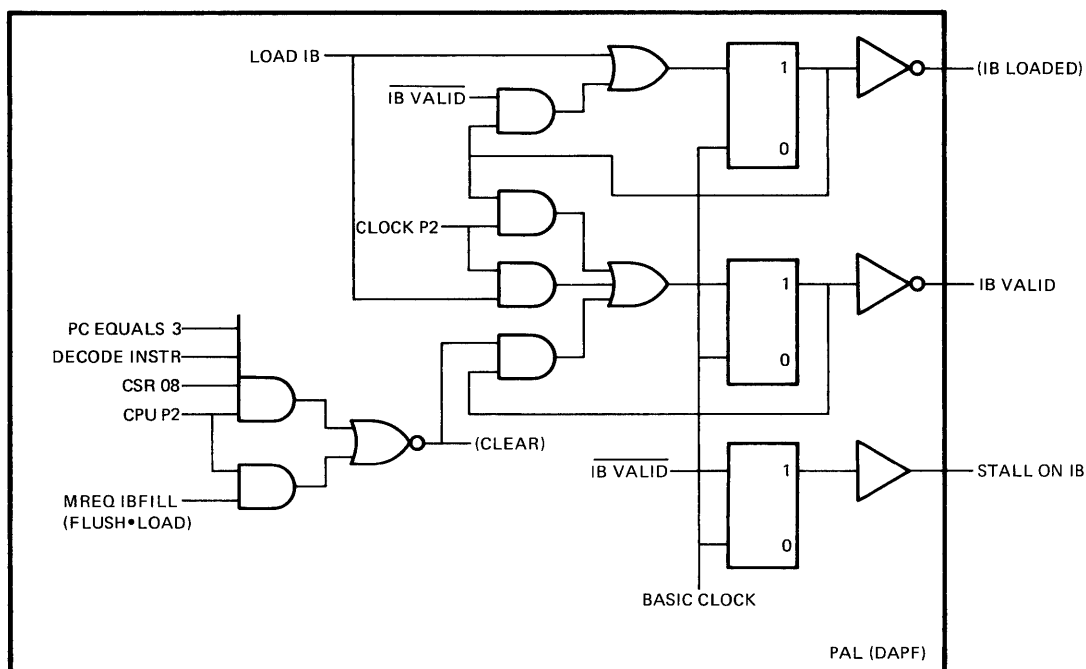 LOAD IB
1
(IB LOADED)
IB VALID
0
CLOCK P2
1
IB VALID
PC EQUALS 3
DECODE INSTR
0
CSR 08
CPU P2
(CLEAR)
IB VALID
1
STALL ON IB
MREQ IBFILL
(FLUSH•LOAD)
0
BASIC CLOCK
PAL (DAPF)